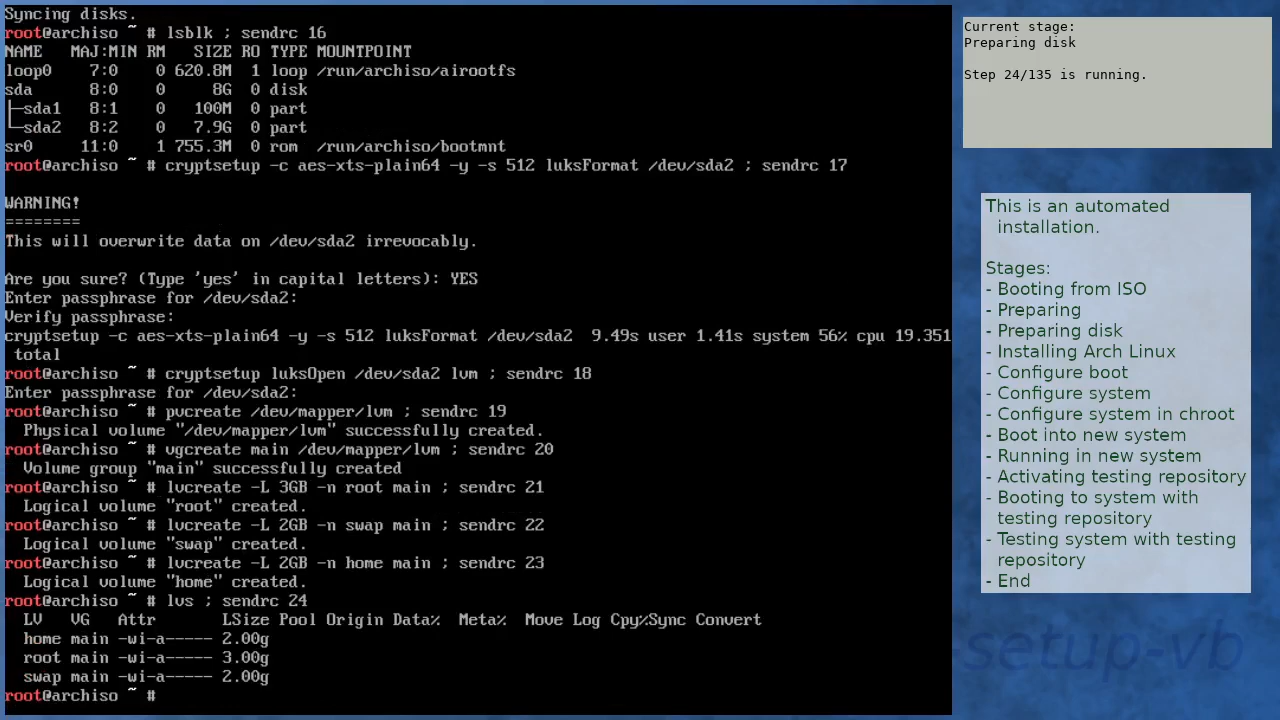 Syncing disks.
root@archiso ~ # lsblk ; sendrc 16
NAME   MAJ:MIN RM   SIZE RO TYPE MOUNTPOINT
loop0    7:0    0 620.8M  1 loop /run/archiso/airootfs
sda      8:0    0     8G  0 disk
├─sda1   8:1    0   100M  0 part
└─sda2   8:2    0   7.9G  0 part
sr0     11:0    1 755.3M  0 rom  /run/archiso/bootmnt
root@archiso ~ # cryptsetup -c aes-xts-plain64 -y -s 512 luksFormat /dev/sda2 ; sendrc 17
WARNING!
========
This will overwrite data on /dev/sda2 irrevocably.
Are you sure? (Type 'yes' in capital letters): YES
Enter passphrase for /dev/sda2:
Verify passphrase:
cryptsetup -c aes-xts-plain64 -y -s 512 luksFormat /dev/sda2  9.49s user 1.41s system 56% cpu 19.351
 total
root@archiso ~ # cryptsetup luksOpen /dev/sda2 lvm ; sendrc 18
Enter passphrase for /dev/sda2:
root@archiso ~ # pvcreate /dev/mapper/lvm ; sendrc 19
  Physical volume "/dev/mapper/lvm" successfully created.
root@archiso ~ # vgcreate main /dev/mapper/lvm ; sendrc 20
  Volume group "main" successfully created
root@archiso ~ # lvcreate -L 3GB -n root main ; sendrc 21
  Logical volume "root" created.
root@archiso ~ # lvcreate -L 2GB -n swap main ; sendrc 22
  Logical volume "swap" created.
root@archiso ~ # lvcreate -L 2GB -n home main ; sendrc 23
  Logical volume "home" created.
root@archiso ~ # lvs ; sendrc 24
  LV   VG   Attr       LSize Pool Origin Data%  Meta%  Move Log Cpy%Sync Convert
  home main -wi-a----- 2.00g
  root main -wi-a----- 3.00g
  swap main -wi-a----- 2.00g
root@archiso ~ #
Current stage:
Preparing disk
Step 24/135 is running.
This is an automated
installation.
Stages:
- Booting from ISO
- Preparing
- Preparing disk
- Installing Arch Linux
- Configure boot
- Configure system
- Configure system in chroot
- Boot into new system
- Running in new system
- Activating testing repository
- Booting to system with
testing repository
- Testing system with testing
repository
- End
-setup-vb